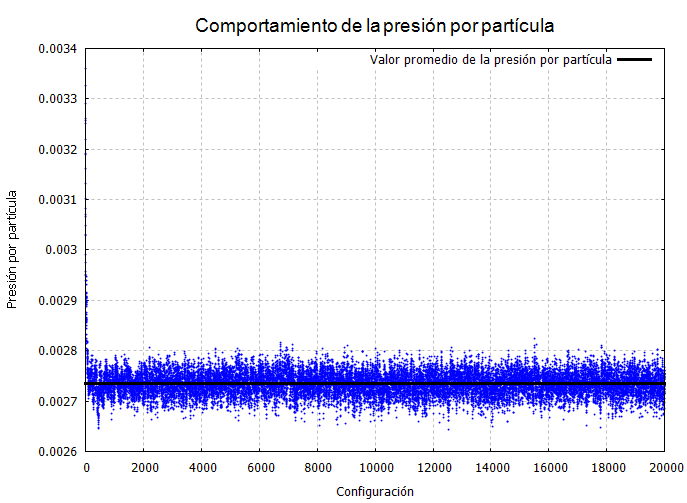 Comportamiento de la presión por partícula
Valor promedio de la presión por partícula
0.0034
0.0033
0.0032
0.0031
0.003
0.0029
0.0028
0.0027
0.0026
Presión por partícula
0 2000 4000 6000 8000 10000 12000 14000 16000 18000 20000
Configuración